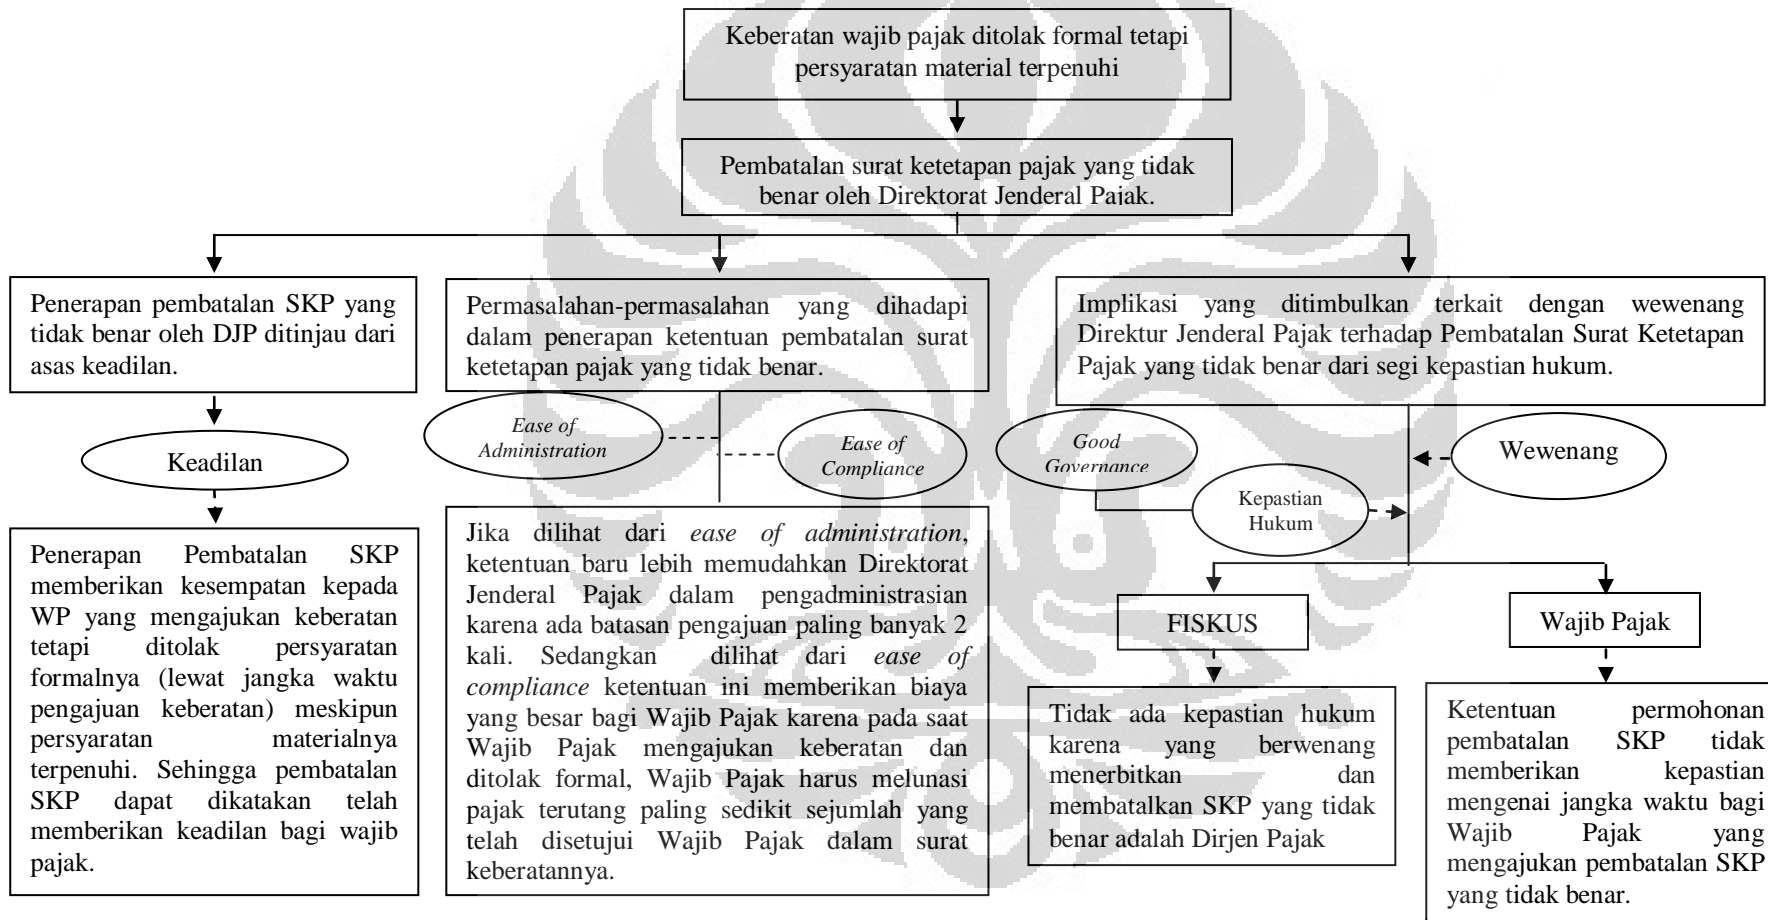 Keberatan wajib pajak ditolak formal tetapi
persyaratan material terpenuhi
Pembatalan surat ketetapan pajak yang tidak
benar oleh Direktorat Jenderal Pajak.
Penerapan pembatalan SKP yang
tidak benar oleh DJP ditinjau dari
asas keadilan.
Permasalahan-permasalahan yang dihadapi
dalam penerapan ketentuan pembatalan surat
ketetapan pajak yang tidak benar.
Implikasi yang ditimbulkan terkait dengan wewenang
Direktur Jenderal Pajak terhadap Pembatalan Surat Ketetapan
Pajak yang tidak benar dari segi kepastian hukum.
Keadilan
Ease of
Administration
Ease of
Compliance
Good
Governance
Kepastian
Hukum
Wewenang
Penerapan Pembatalan SKP
memberikan kesempatan kepada
WP yang mengajukan keberatan
tetapi ditolak persyaratan
formalnya (lewat jangka waktu
pengajuan keberatan) meskipun
persyaratan materialnya
terpenuhi. Sehingga pembatalan
SKP dapat dikatakan telah
memberikan keadilan bagi wajib
pajak.
Jika dilihat dari ease of administration,
ketentuan baru lebih memudahkan Direktorat
Jenderal Pajak dalam pengadministrasian
karena ada batasan pengajuan paling banyak 2
kali. Sedangkan dilihat dari ease of
compliance ketentuan ini memberikan biaya
yang besar bagi Wajib Pajak karena pada saat
Wajib Pajak mengajukan keberatan dan
ditolak formal, Wajib Pajak harus melunasi
pajak terutang paling sedikit sejumlah yang
telah disetujui Wajib Pajak dalam surat
keberatannya.
FISKUS
Wajib Pajak
Tidak ada kepastian hukum
karena yang berwenang
menerbitkan dan
membatalkan SKP yang tidak
benar adalah Dirjen Pajak
Ketentuan permohonan
pembatalan SKP tidak
memberikan kepastian
mengenai jangka waktu bagi
Wajib Pajak yang
mengajukan pembatalan SKP
yang tidak benar.